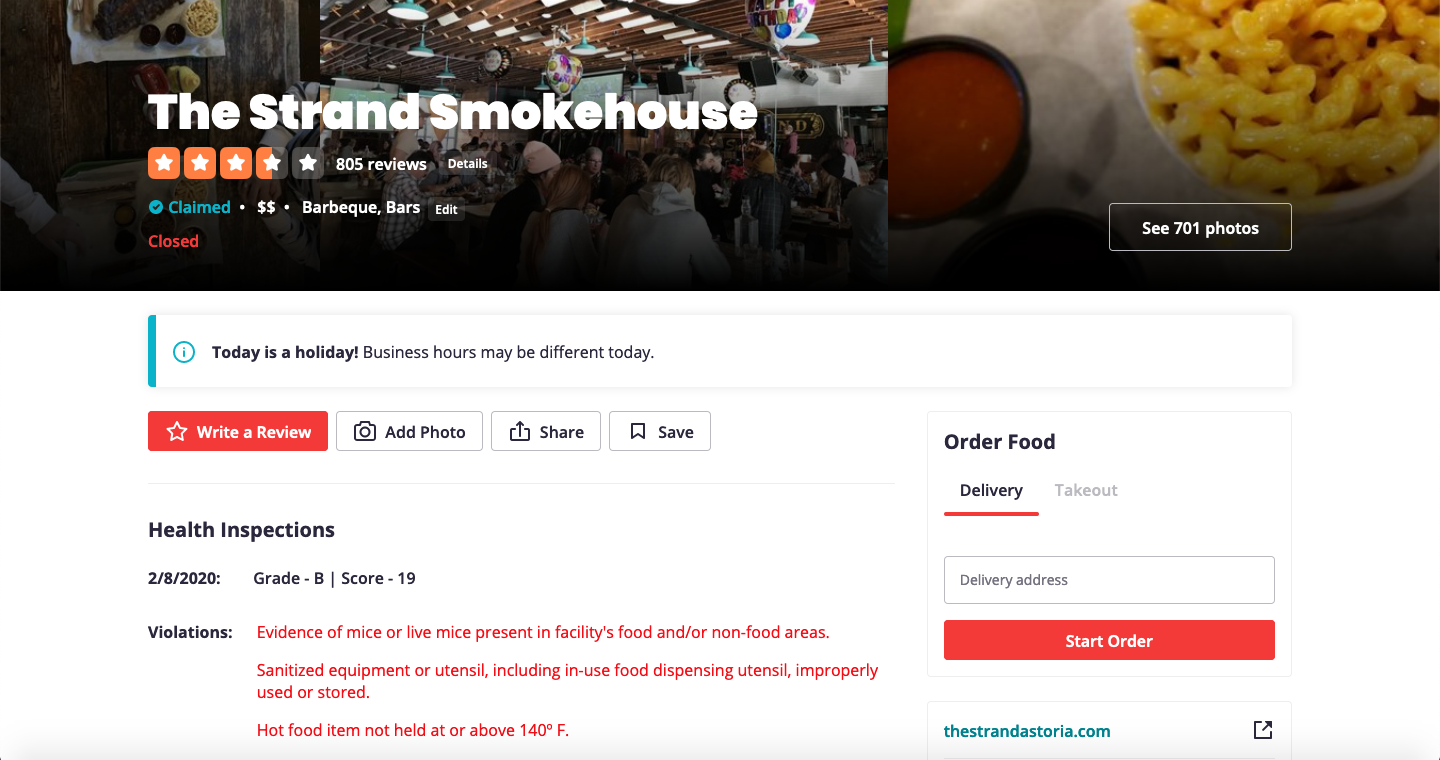 The Strand Smokehouse
805 reviews Details
Claimed • $$ • Barbeque, Bars Edit
Closed
See 701 photos
Today is a holiday! Business hours may be different today.
Write a Review Add Photo Share Save
Health Inspections
2/8/2020: Grade - B | Score - 19
Violations: Evidence of mice or live mice present in facility's food and/or non-food areas.
Sanitized equipment or utensil, including in-use food dispensing utensil, improperly
used or stored.
Hot food item not held at or above 140º F.
Order Food
Delivery Takeout
Delivery address
Start Order
thestrandastoria.com